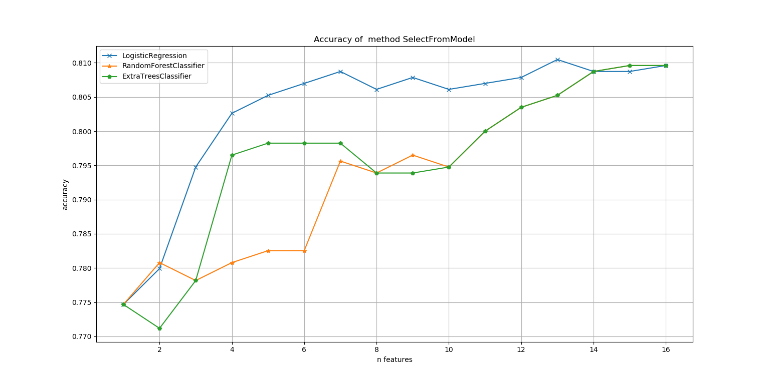 Accuracy of method SelectFromModel
LogisticRegression
RandomForestClassifier
ExtraTreesClassifier
0.810
0.805
0.800
0.795
0.790
0.785
0.780
0.775
0.770
accuracy
2 4 6 8 10 12 14 16
n features